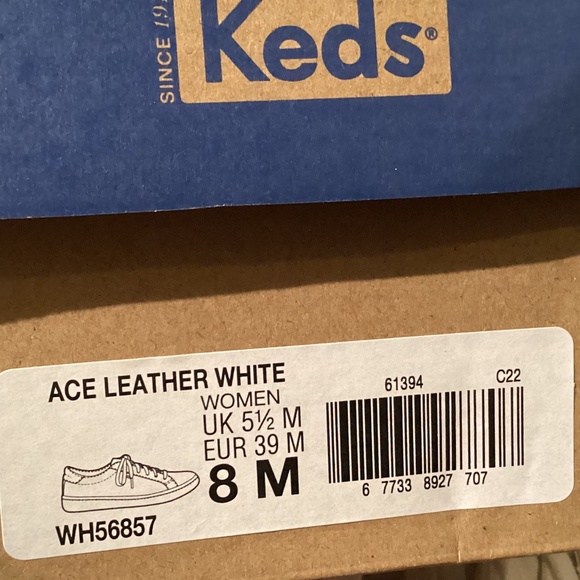 SINCE 19
Keds®
ACE LEATHER WHITE
WOMEN
UK 5½ M
EUR 39 M
8 M
WH56857
61394
C22
6 7733 8927 707